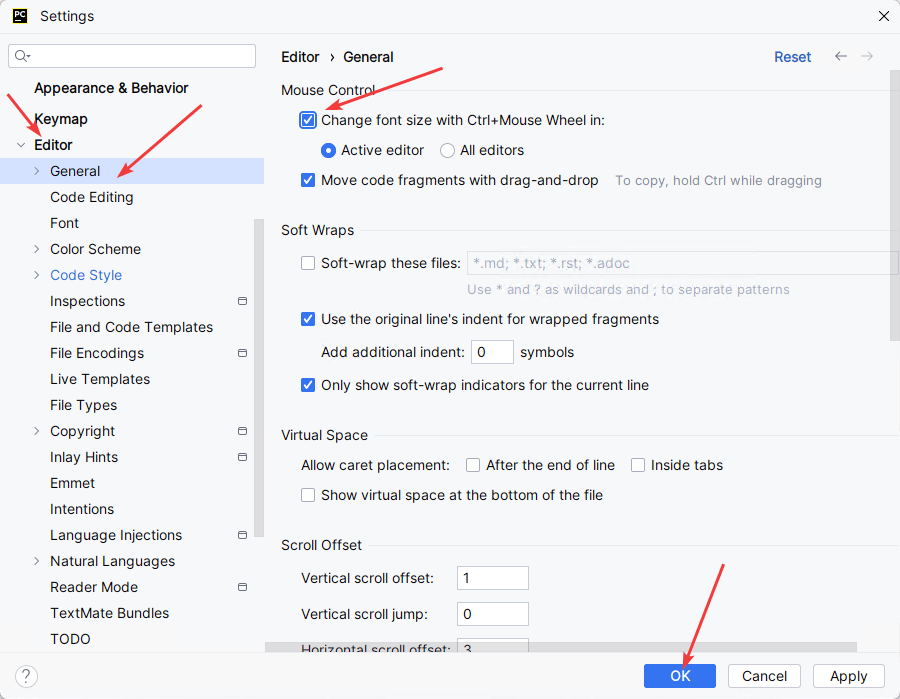 PC Settings
Editor › General Reset
Appearance & Behavior
Keymap
Editor
General
Code Editing
Font
Color Scheme
Code Style
Inspections
File and Code Templates
File Encodings
Live Templates
File Types
Copyright
Inlay Hints
Emmet
Intentions
Language Injections
Natural Languages
Reader Mode
TextMate Bundles
TODO
Mouse Control
Change font size with Ctrl+Mouse Wheel in:
Active editor All editors
Move code fragments with drag-and-drop To copy, hold Ctrl while dragging
Soft Wraps
Soft-wrap these files: *.md; *.txt; *.rst; *.adoc
Use * and ? as wildcards and ; to separate patterns
Use the original line's indent for wrapped fragments
Add additional indent: 0 symbols
Only show soft-wrap indicators for the current line
Virtual Space
Allow caret placement: After the end of line Inside tabs
Show virtual space at the bottom of the file
Scroll Offset
Vertical scroll offset: 1
Vertical scroll jump: 0
Horizontal scroll offset: 3
? OK Cancel Apply